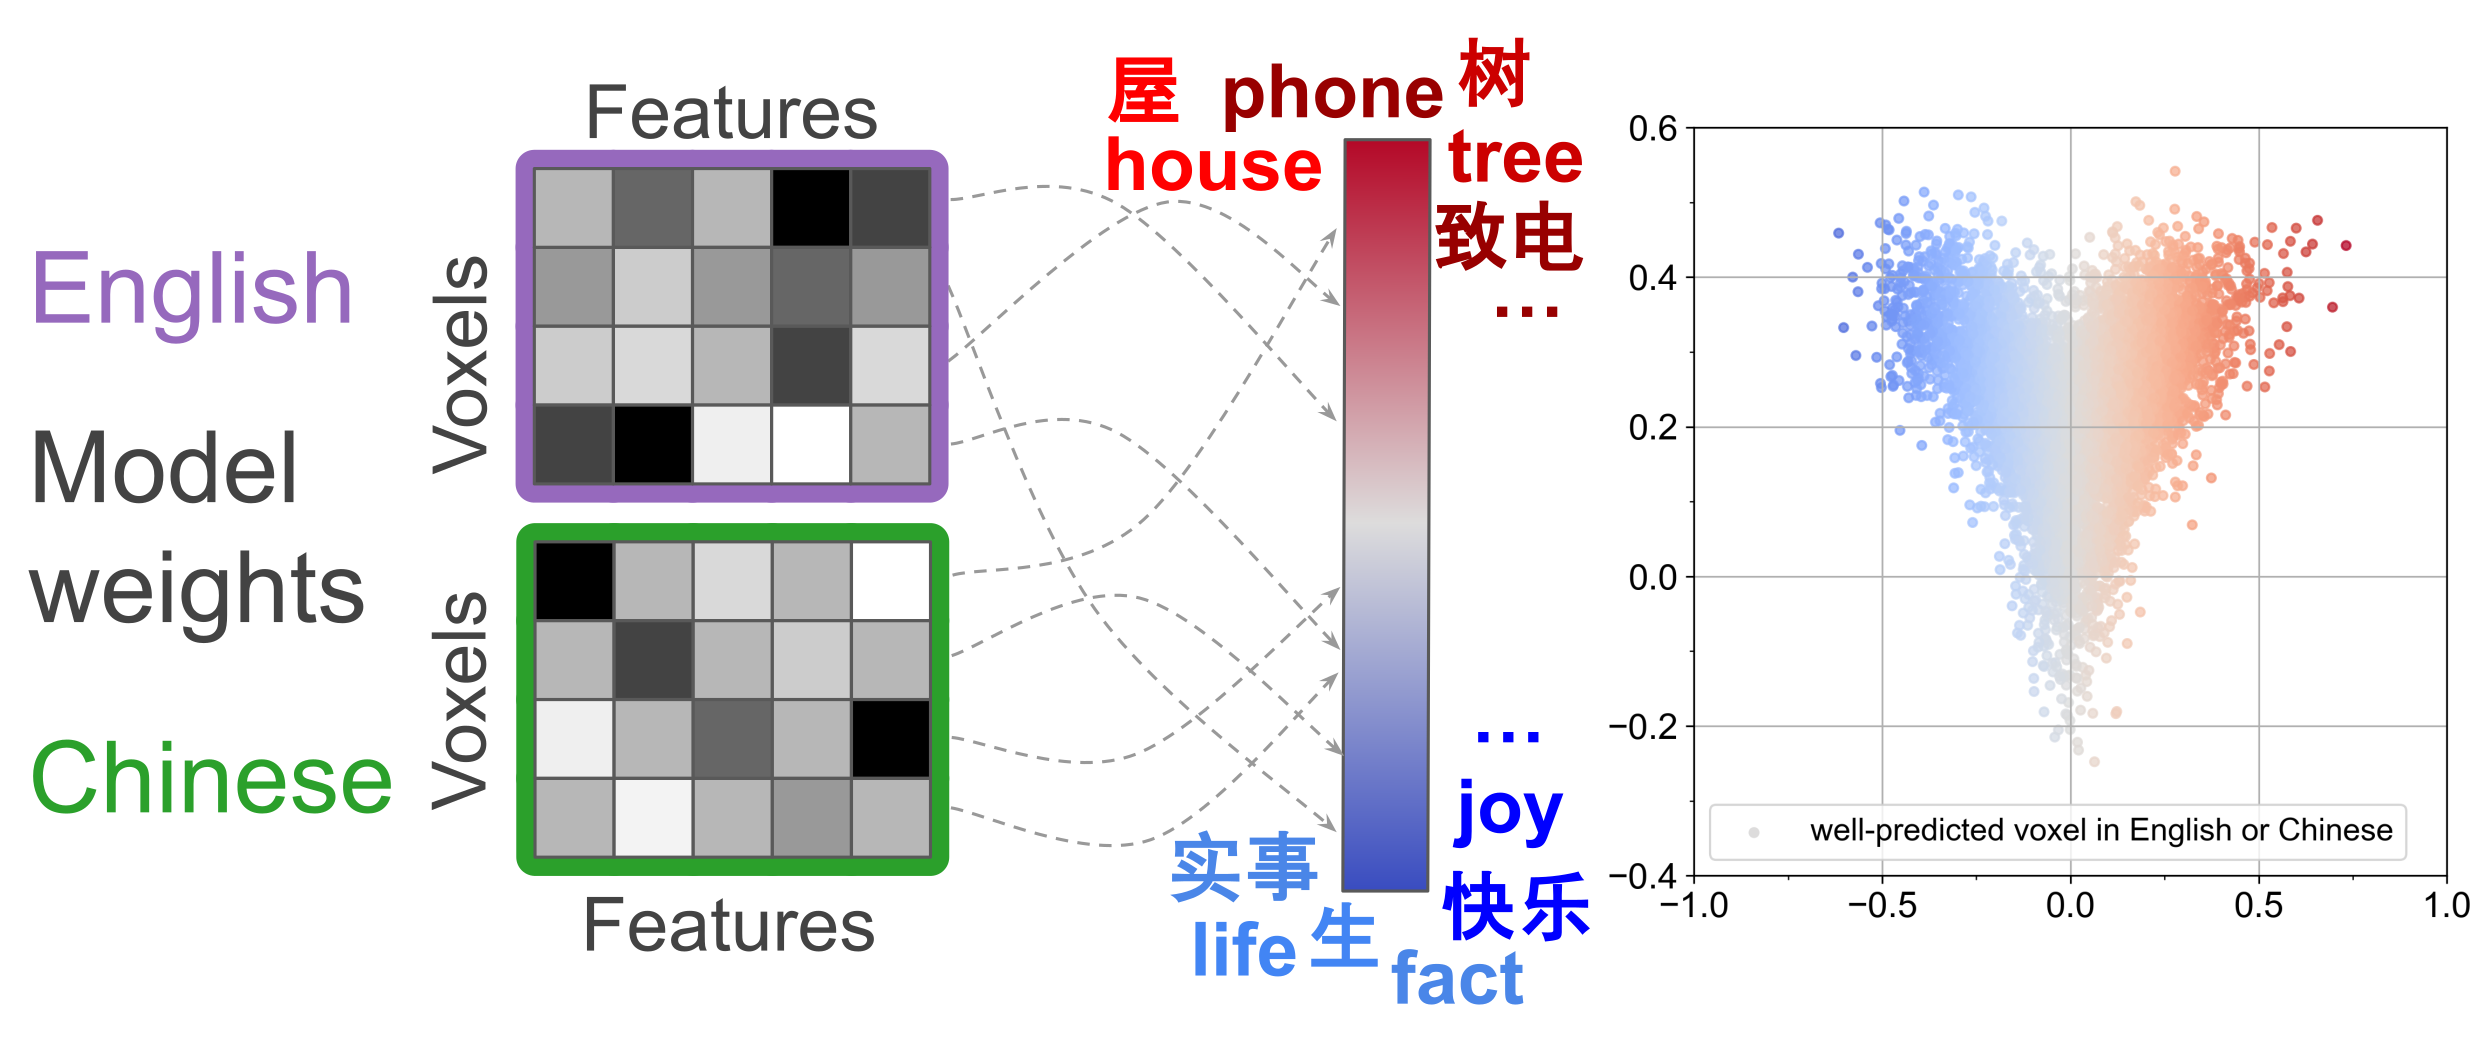 English
Model
weights
Chinese
Features
Voxels
Voxels
Features
屋 phone 树
house tree
致电
...
...
joy
实事
快乐
life 生
fact
0.6
0.4
0.2
0.0
−0.2
−0.4
−1.0 −0.5 0.0 0.5 1.0
well-predicted voxel in English or Chinese